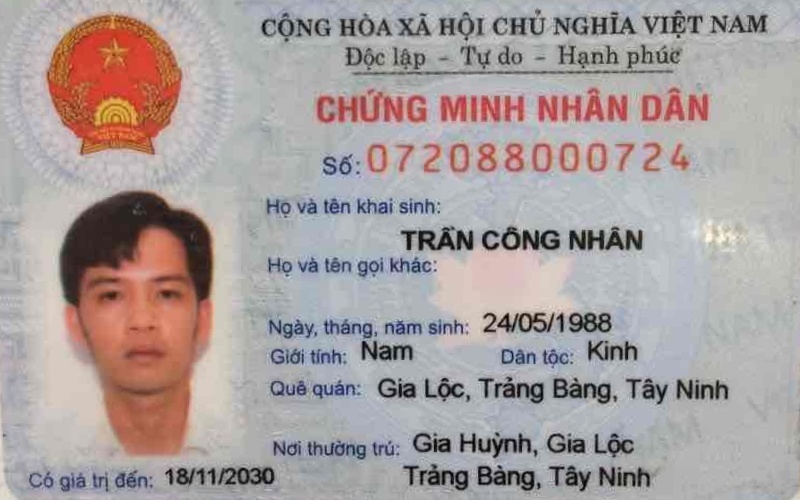 CỘNG HÒA XÃ HỘI CHỦ NGHĨA VIỆT NAM
Độc lập - Tự do - Hạnh phúc
CHỨNG MINH NHÂN DÂN
Số: 072088000724
Họ và tên khai sinh:
TRẦN CÔNG NHÂN
Họ và tên gọi khác:
Ngày, tháng, năm sinh: 24/05/1988
Giới tính: Nam Dân tộc: Kinh
Quê quán: Gia Lộc, Trảng Bàng, Tây Ninh
Nơi thường trú: Gia Huỳnh, Gia Lộc
Có giá trị đến: 18/11/2030 Trảng Bàng, Tây Ninh